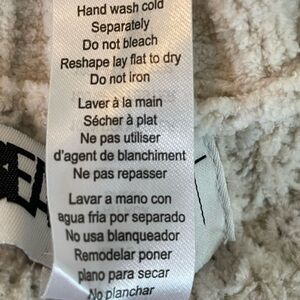 Hand wash cold
Separately
Do not bleach
Reshape lay flat to dry
Do not iron
Laver à la main
Sécher à plat
Ne pas utiliser
d'agent de blanchiment
Ne pas repasser
Lavar a mano con
agua fria por separado
No usa blanqueador
Remodelar poner
plano para secar
No planchar